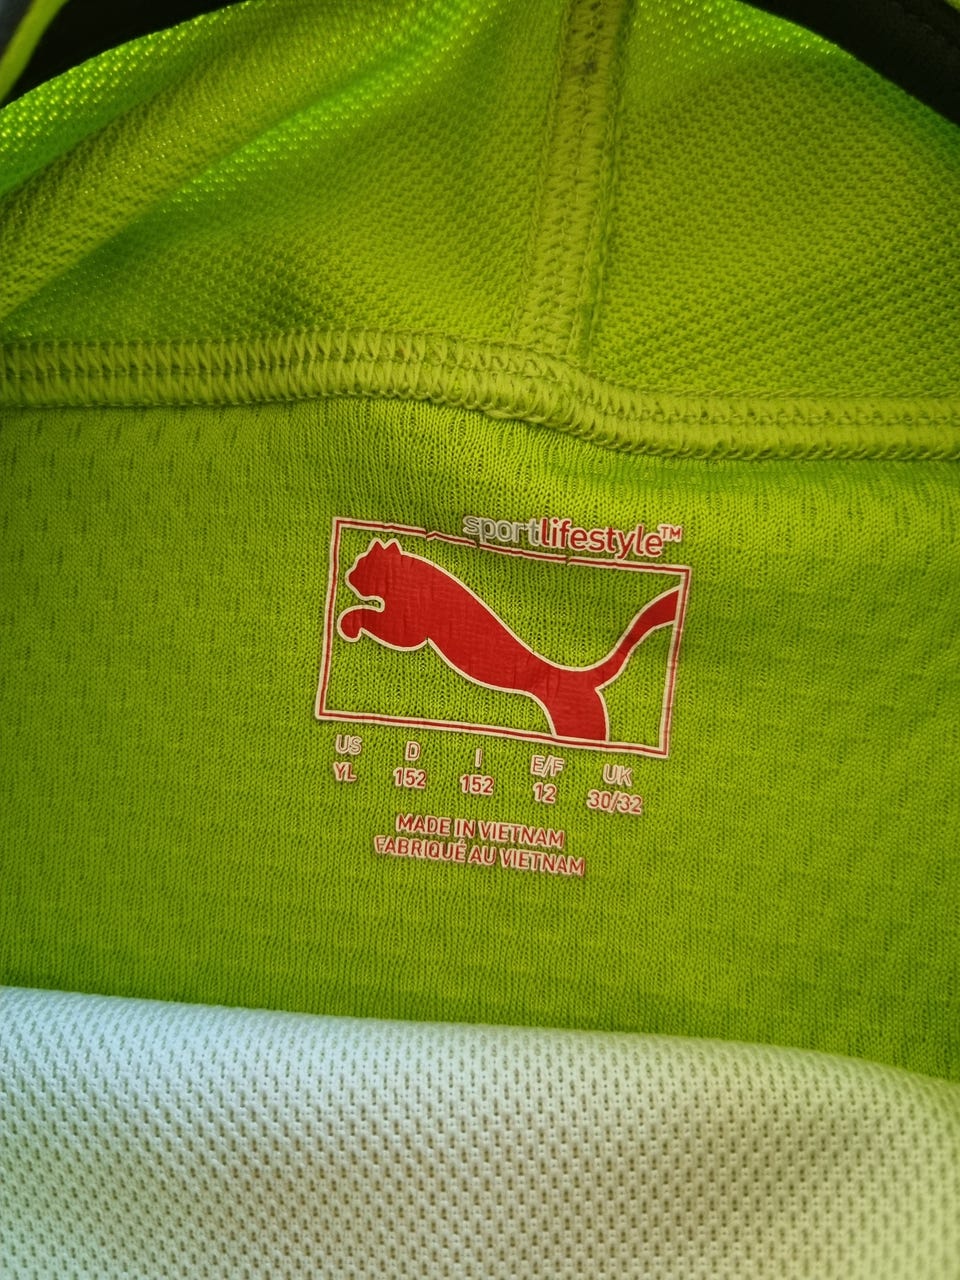 sportlifestyle™
US D I E/F UK
YL 152 152 12 30/32
MADE IN VIETNAM
FABRIQUÉ AU VIETNAM